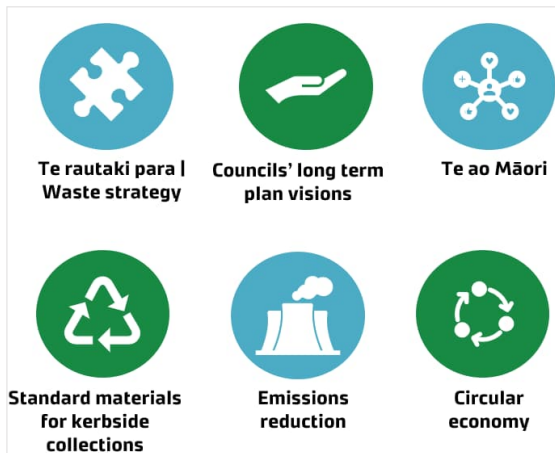 Te rautaki para |
Waste strategy
Councils' long term
plan visions
Te ao Māori
Standard materials
for kerbside
collections
Emissions
reduction
Circular
economy